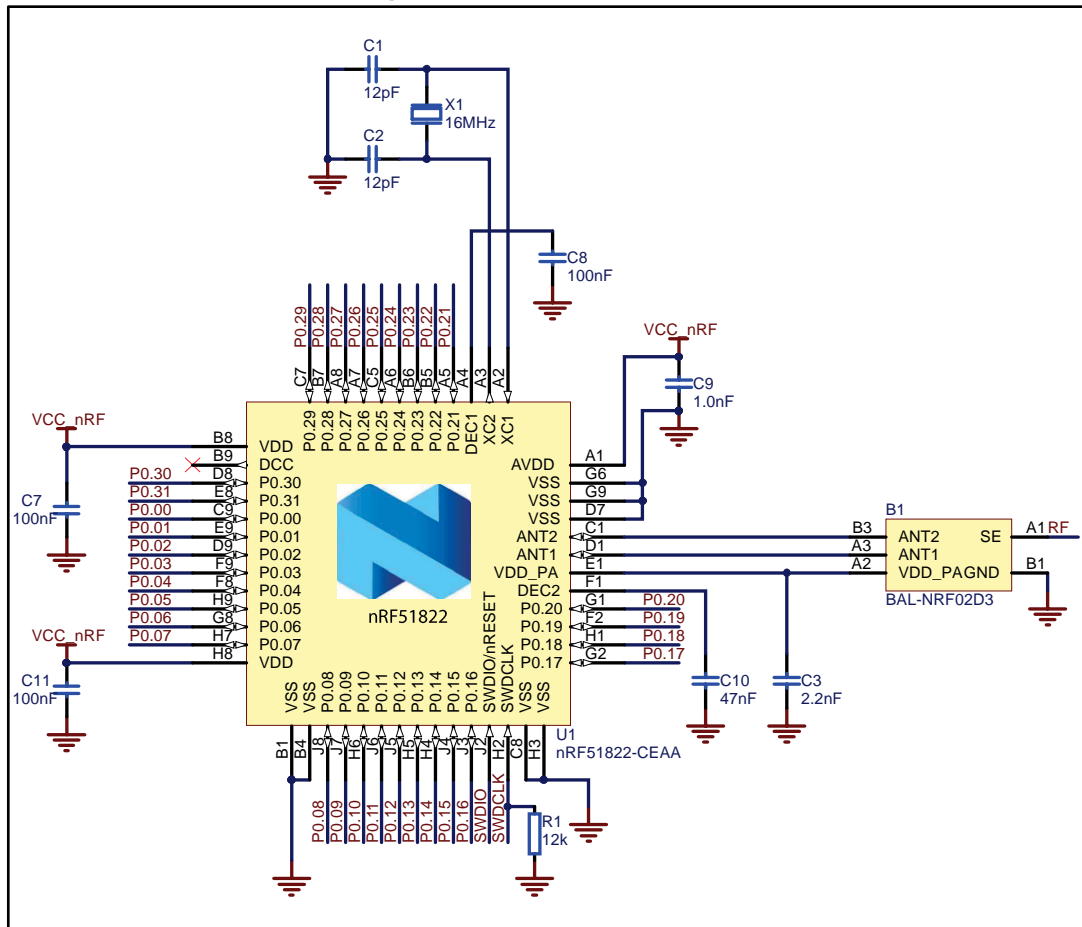 C1
12pF
X1
16MHz
C2
12pF
C8
100nF
P0.29
P0.28
P0.27
P0.26
P0.25
P0.24
P0.23
P0.22
P0.21
C7
B7
A8
A7
C5
A6
B6
B5
A5
A4
A3
A2
P0.29
P0.28
P0.27
P0.26
P0.25
P0.24
P0.23
P0.22
P0.21
DEC1
XC2
XC1
VCC_nRF
C9
1.0nF
VCC_nRF
C7
100nF
B8 VDD
B9 DCC
P0.30 D8 P0.30
P0.31 E8 P0.31
P0.00 C9 P0.00
P0.01 E9 P0.01
P0.02 D9 P0.02
P0.03 F9 P0.03
P0.04 F8 P0.04
P0.05 H9 P0.05
P0.06 G8 P0.06
P0.07 H7 P0.07
H8 VDD
VCC_nRF
C11
100nF
nRF51822
AVDD A1
VSS G6
VSS G9
VSS D7
ANT2 C1
ANT1 D1
VDD_PA E1
DEC2 F1
P0.20 G1 P0.20
P0.19 F2 P0.19
P0.18 H1 P0.18
P0.17 G2 P0.17
B1
B3 ANT2 SE A1 RF
A3 ANT1
A2 VDD_PAGND B1
BAL-NRF02D3
C10
47nF
C3
2.2nF
VSS
VSS
P0.08
P0.09
P0.10
P0.11
P0.12
P0.13
P0.14
P0.15
P0.16
SWDIO/nRESET
SWDCLK
VSS
VSS
U1
nRF51822-CEAA
B1
B4
J8
J7
H6
J6
J5
H5
H4
J4
J3
J2
H2
C8
H3
P0.08
P0.09
P0.10
P0.11
P0.12
P0.13
P0.14
P0.15
P0.16
SWDIO
SWDCLK
R1
12k